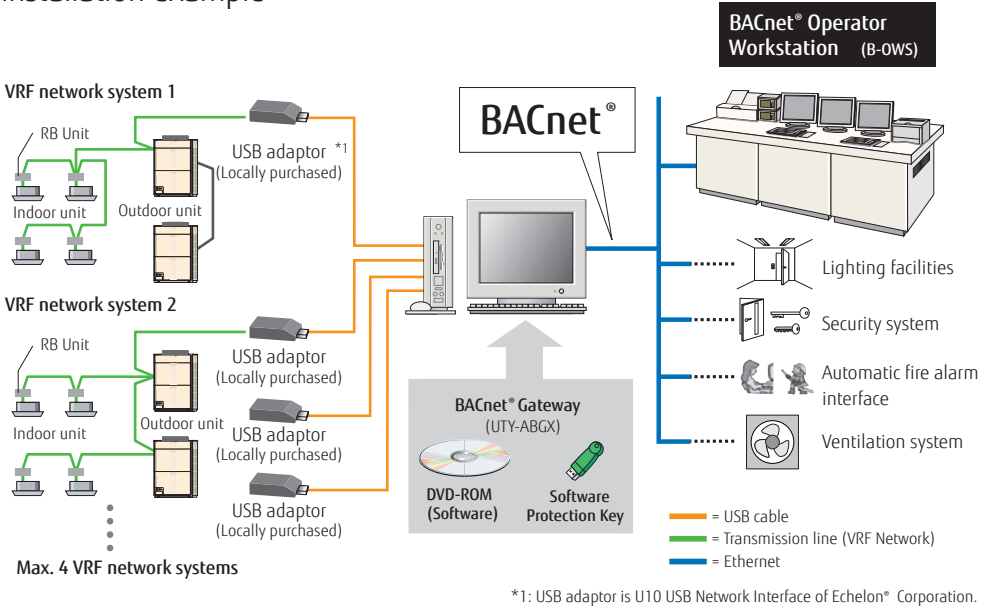 Installation example
BACnet® Operator
Workstation (B-OWS)
VRF network system 1
RB Unit
Indoor unit
Outdoor unit
USB adaptor *1
(Locally purchased)
BACnet®
VRF network system 2
RB Unit
Indoor unit
Outdoor unit
USB adaptor
(Locally purchased)
USB adaptor
(Locally purchased)
USB adaptor
(Locally purchased)
Max. 4 VRF network systems
BACnet® Gateway
(UTY-ABGX)
DVD-ROM
(Software)
Software
Protection Key
Lighting facilities
Security system
Automatic fire alarm
interface
Ventilation system
= USB cable
= Transmission line (VRF Network)
= Ethernet
*1: USB adaptor is U10 USB Network Interface of Echelon® Corporation.